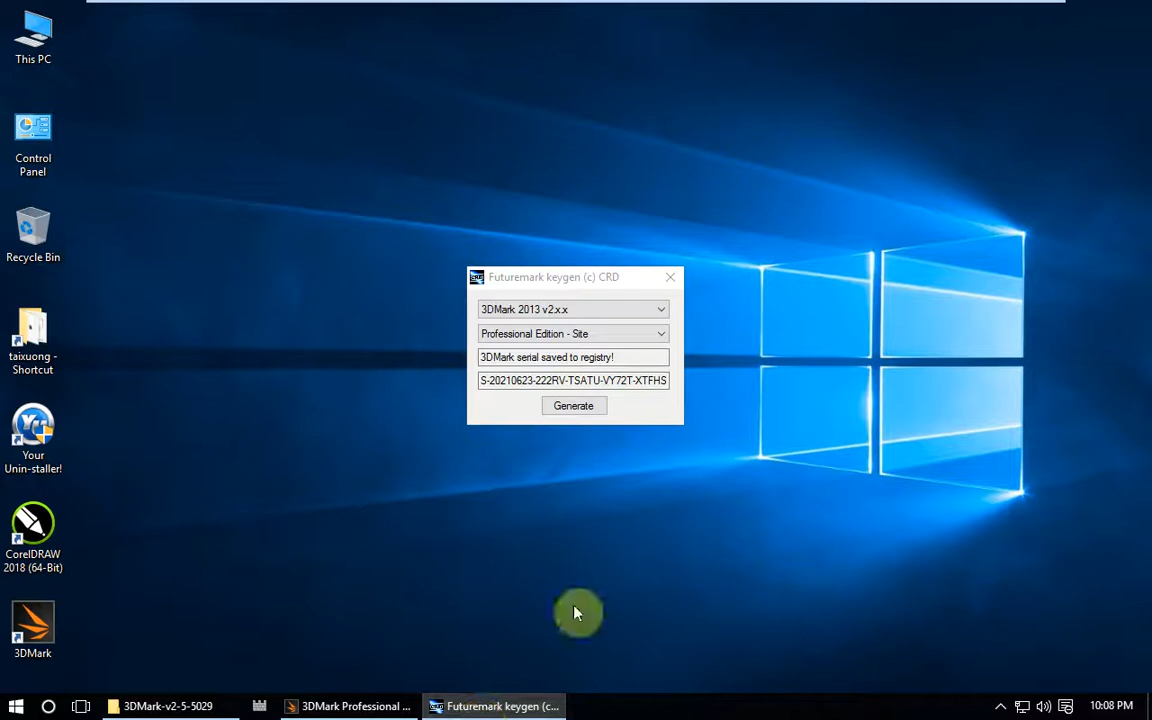 This PC
Control
Panel
Recycle Bin
taixuong -
Shortcut
Your
Unin-staller!
CorelDRAW
2018 (64-Bit)
3DMark
Futuremark keygen (c) CRD
3DMark 2013 v2.x.x
Professional Edition - Site
3DMark serial saved to registry!
S-20210623-222RV-TSATU-VY72T-XTFHS
Generate
3DMark-v2-5-5029
3DMark Professional ...
Futuremark keygen (c...
10:08 PM